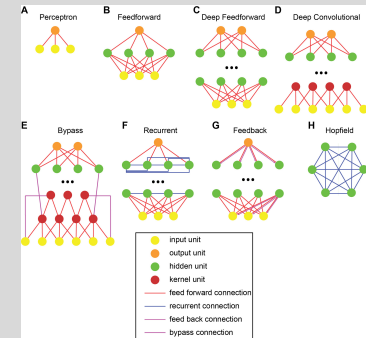 A
Perceptron
B
Feedforward
C
Deep Feedforward
D
Deep Convolutional
E
Bypass
F
Recurrent
G
Feedback
H
Hopfield
input unit
output unit
hidden unit
kernel unit
feed forward connection
recurrent connection
feed back connection
bypass connection